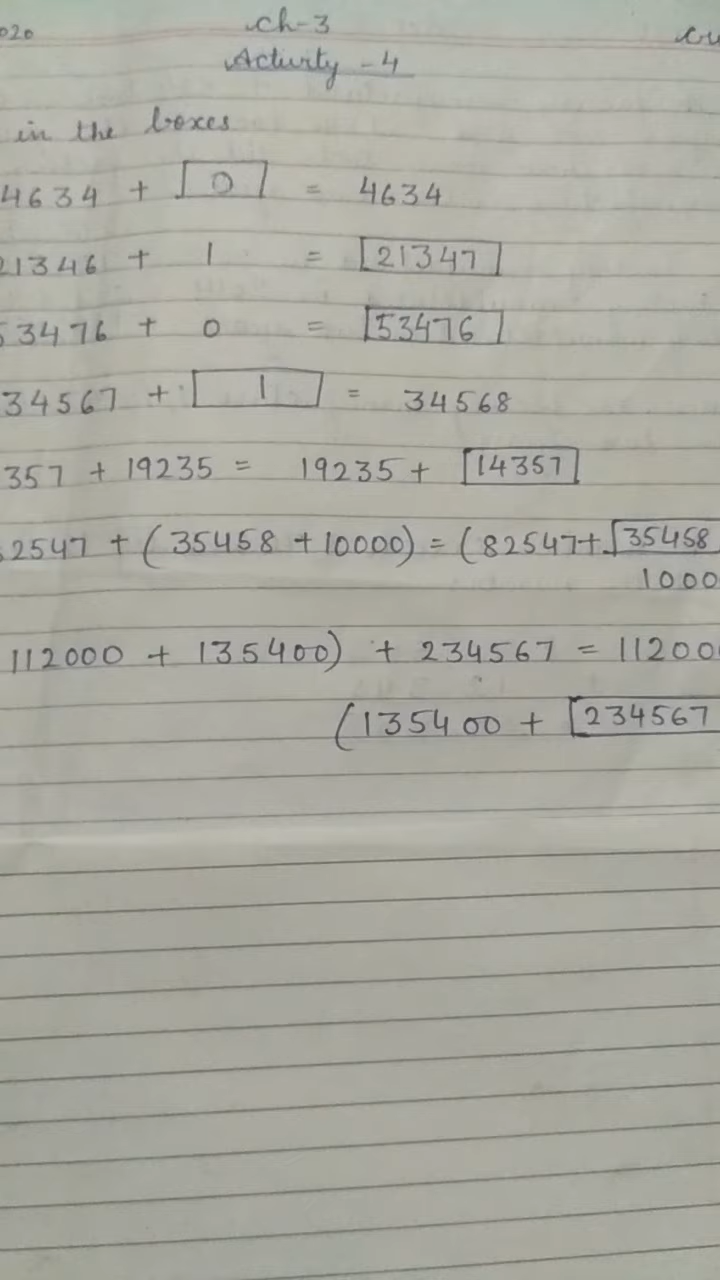 020 Ch-3
Activity - 4
in the boxes
4634 + 0 = 4634
21346 + 1 = 21347
53476 + 0 = 53476
34567 + 1 = 34568
357 + 19235 = 19235 + 14357
2547 + (35458 + 10000) = (82547 + 35458
1000
112000 + 135400) + 234567 = 11200
(135400 + 234567